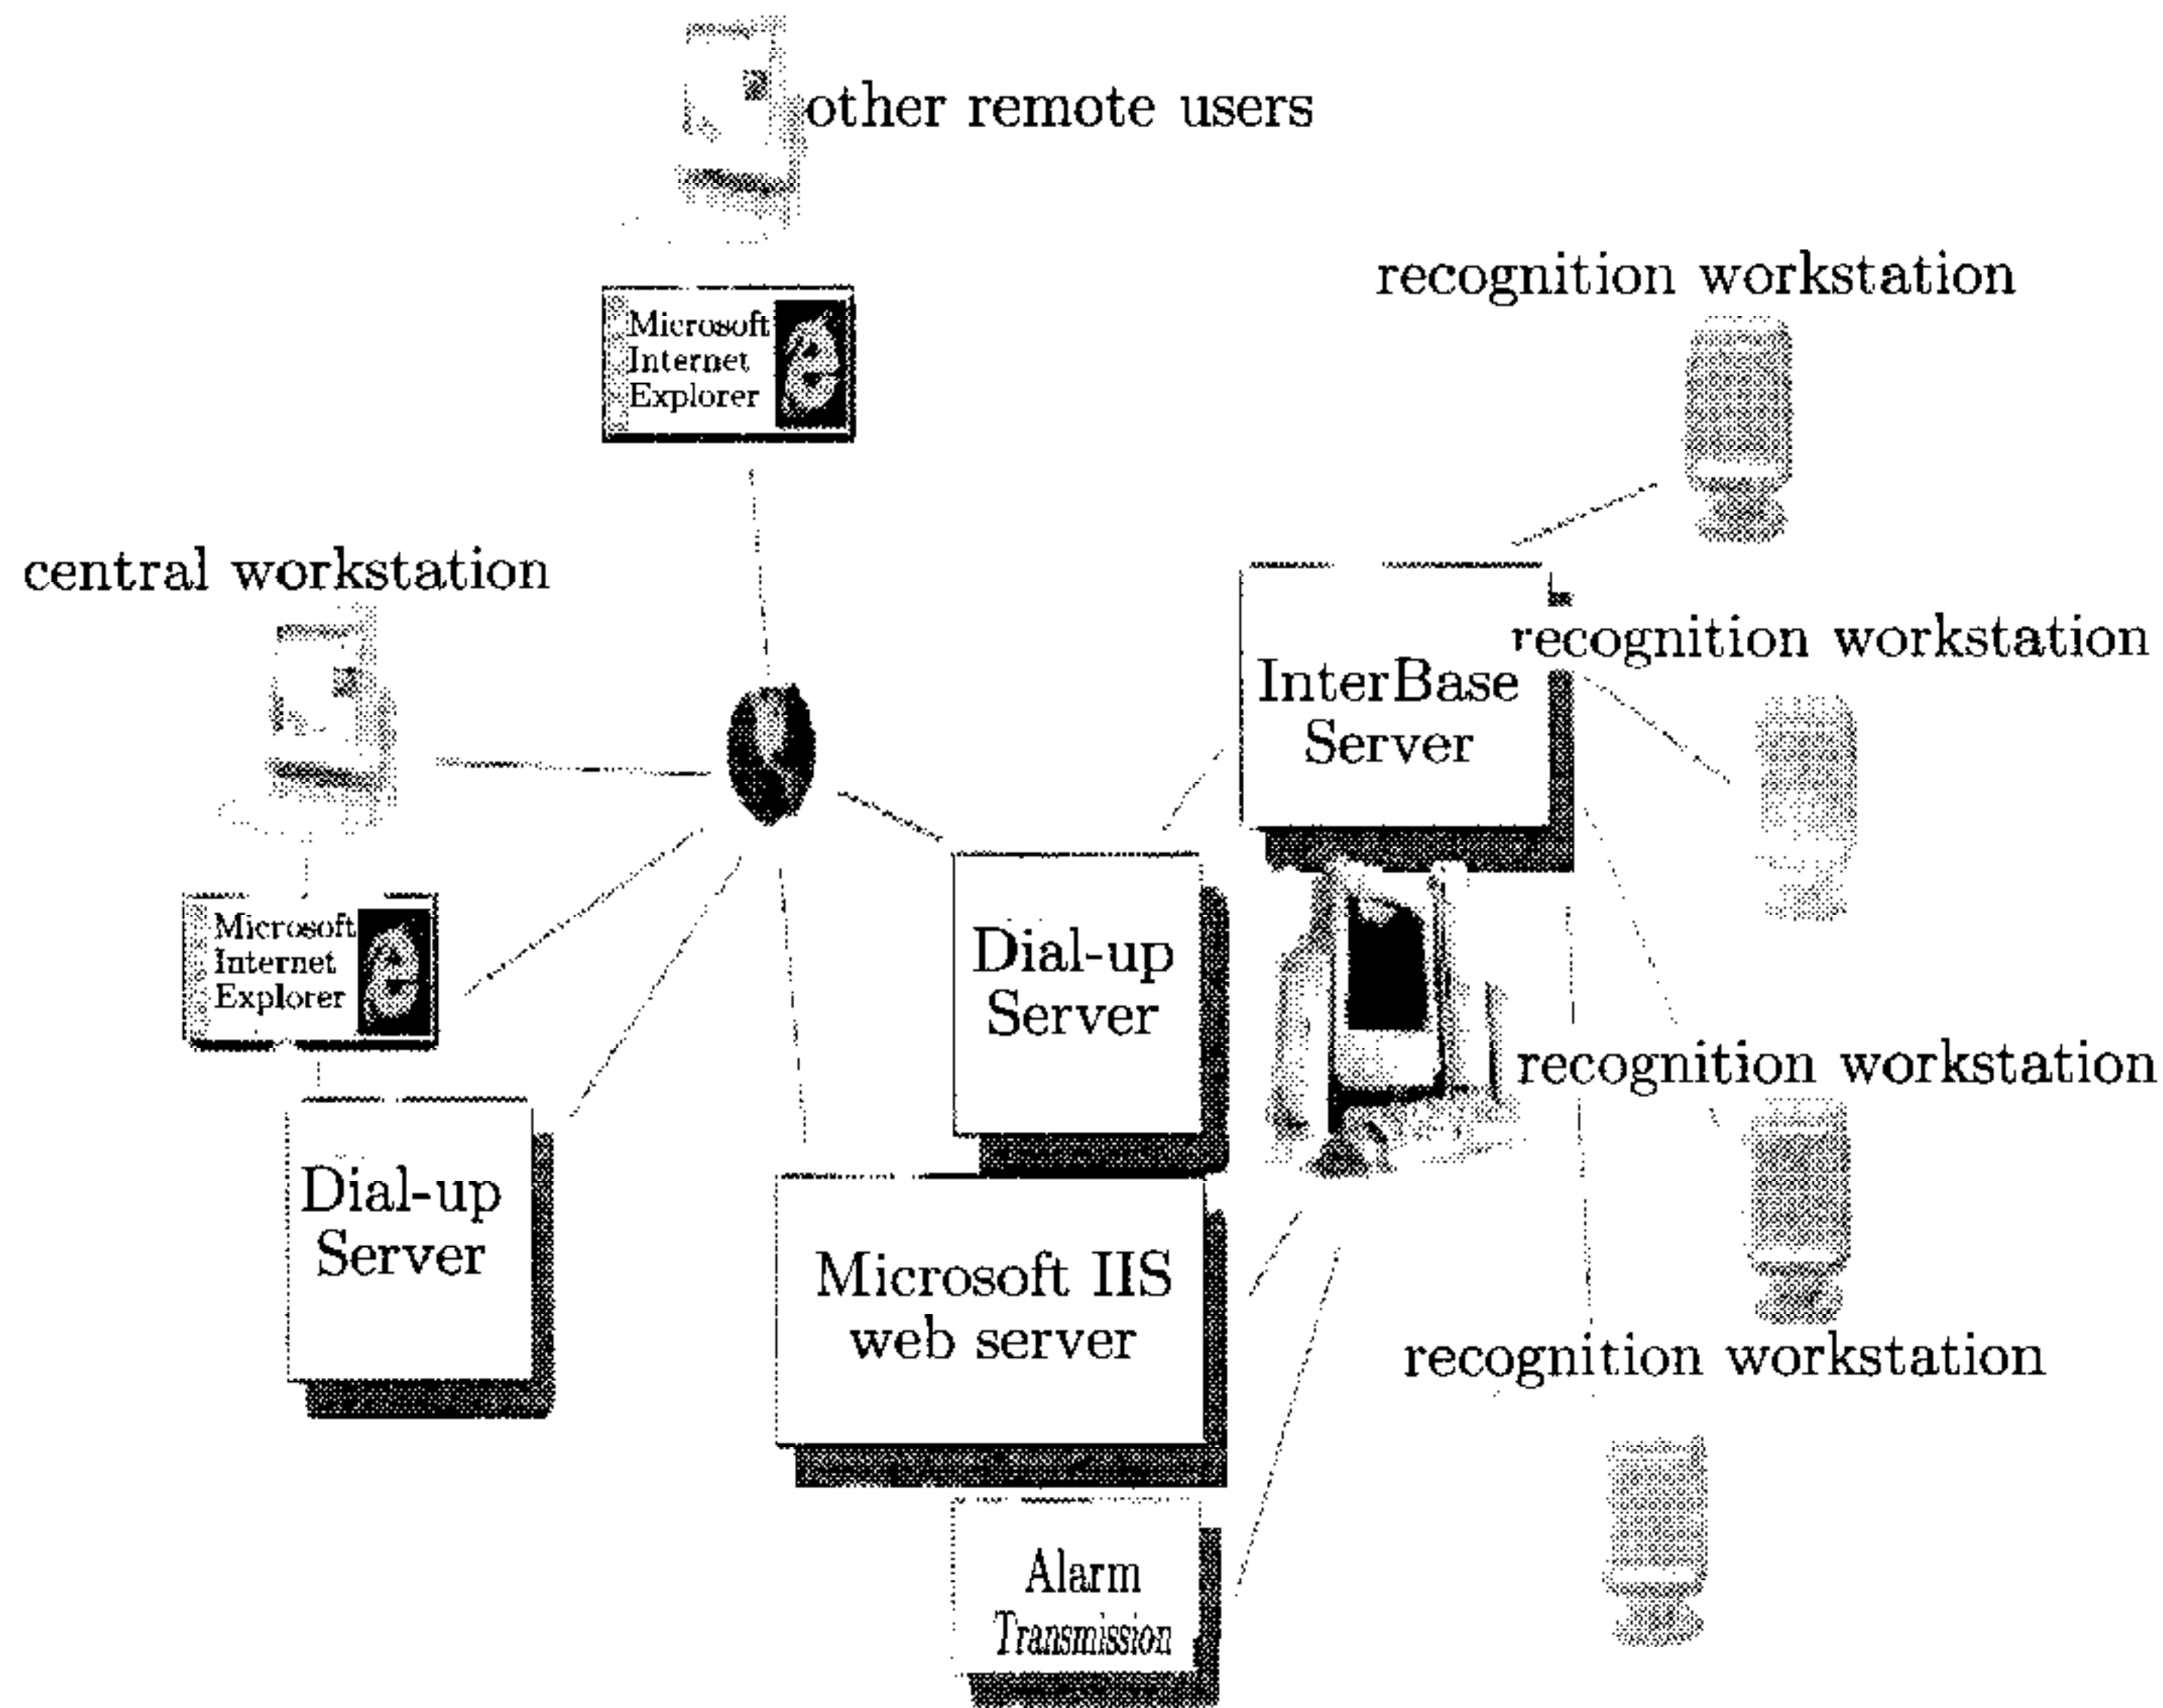 other remote users
Microsoft
Internet
Explorer
recognition workstation
central workstation
recognition workstation
InterBase
Server
Microsoft
Internet
Explorer
Dial-up
Server
recognition workstation
Dial-up
Server
Microsoft IIS
web server
recognition workstation
Alarm
Transmission